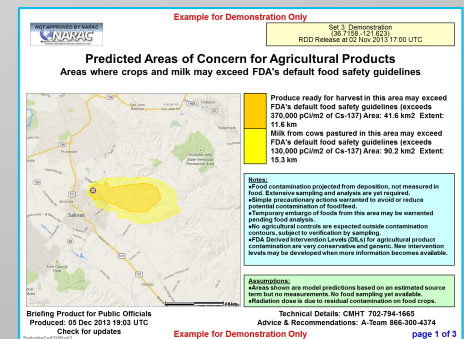 Example for Demonstration Only
NOT APPROVED BY NARAC
NARAC
Set 3: Demonstration
(36.7158,-121.623)
RDD Release at 02 Nov 2013 17:00 UTC
Predicted Areas of Concern for Agricultural Products
Areas where crops and milk may exceed FDA's default food safety guidelines
Produce ready for harvest in this area may exceed
FDA's default food safety guidelines (exceeds
370,000 pCi/m2 of Cs-137) Area: 41.6 km2 Extent:
11.6 km
Milk from cows pastured in this area may exceed
FDA's default food safety guidelines (exceeds
130,000 pCi/m2 of Cs-137) Area: 90.2 km2 Extent:
15.3 km
Salinas
Notes:
●Food contamination projected from deposition, not measured in
food. Extensive sampling and analysis are yet required.
●Simple precautionary actions warranted to avoid or reduce
potential contamination of food/feed.
●Temporary embargo of foods from this area may be warranted
pending food analysis.
●No agricultural controls are expected outside contamination
contours, subject to verification by sampling.
●FDA Derived Intervention Levels (DILs) for agricultural product
contamination are very conservative and generic. New intervention
levels may be developed when more information becomes available.
Assumptions:
●Areas shown are model predictions based on an estimated source
term but no measurements. No food sampling yet available.
●Radiation dose is due to residual contamination on food crops.
Briefing Product for Public Officials
Produced: 05 Dec 2013 19:03 UTC
Check for updates
Technical Details: CMHT 702-794-1665
Advice & Recommendations: A-Team 866-300-4374
Example for Demonstration Only
page 1 of 3